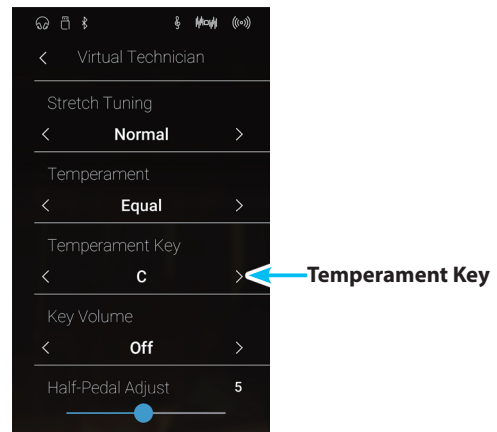 Virtual Technician
Stretch Tuning
Normal
Temperament
Equal
Temperament Key
C
Temperament Key
Key Volume
Off
Half-Pedal Adjust 5